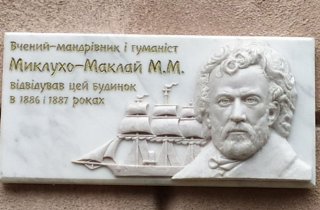 Вчений-мандрівник і гуманіст
Миклухо-Маклай М.М.
відвідував цей будинок
в 1886 і 1887 роках